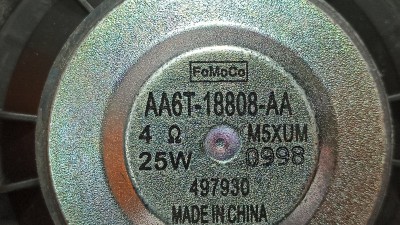 FoMoCo
AA6T-18808-AA
4 Ω M5XUM
25W 0998
497930
MADE IN CHINA